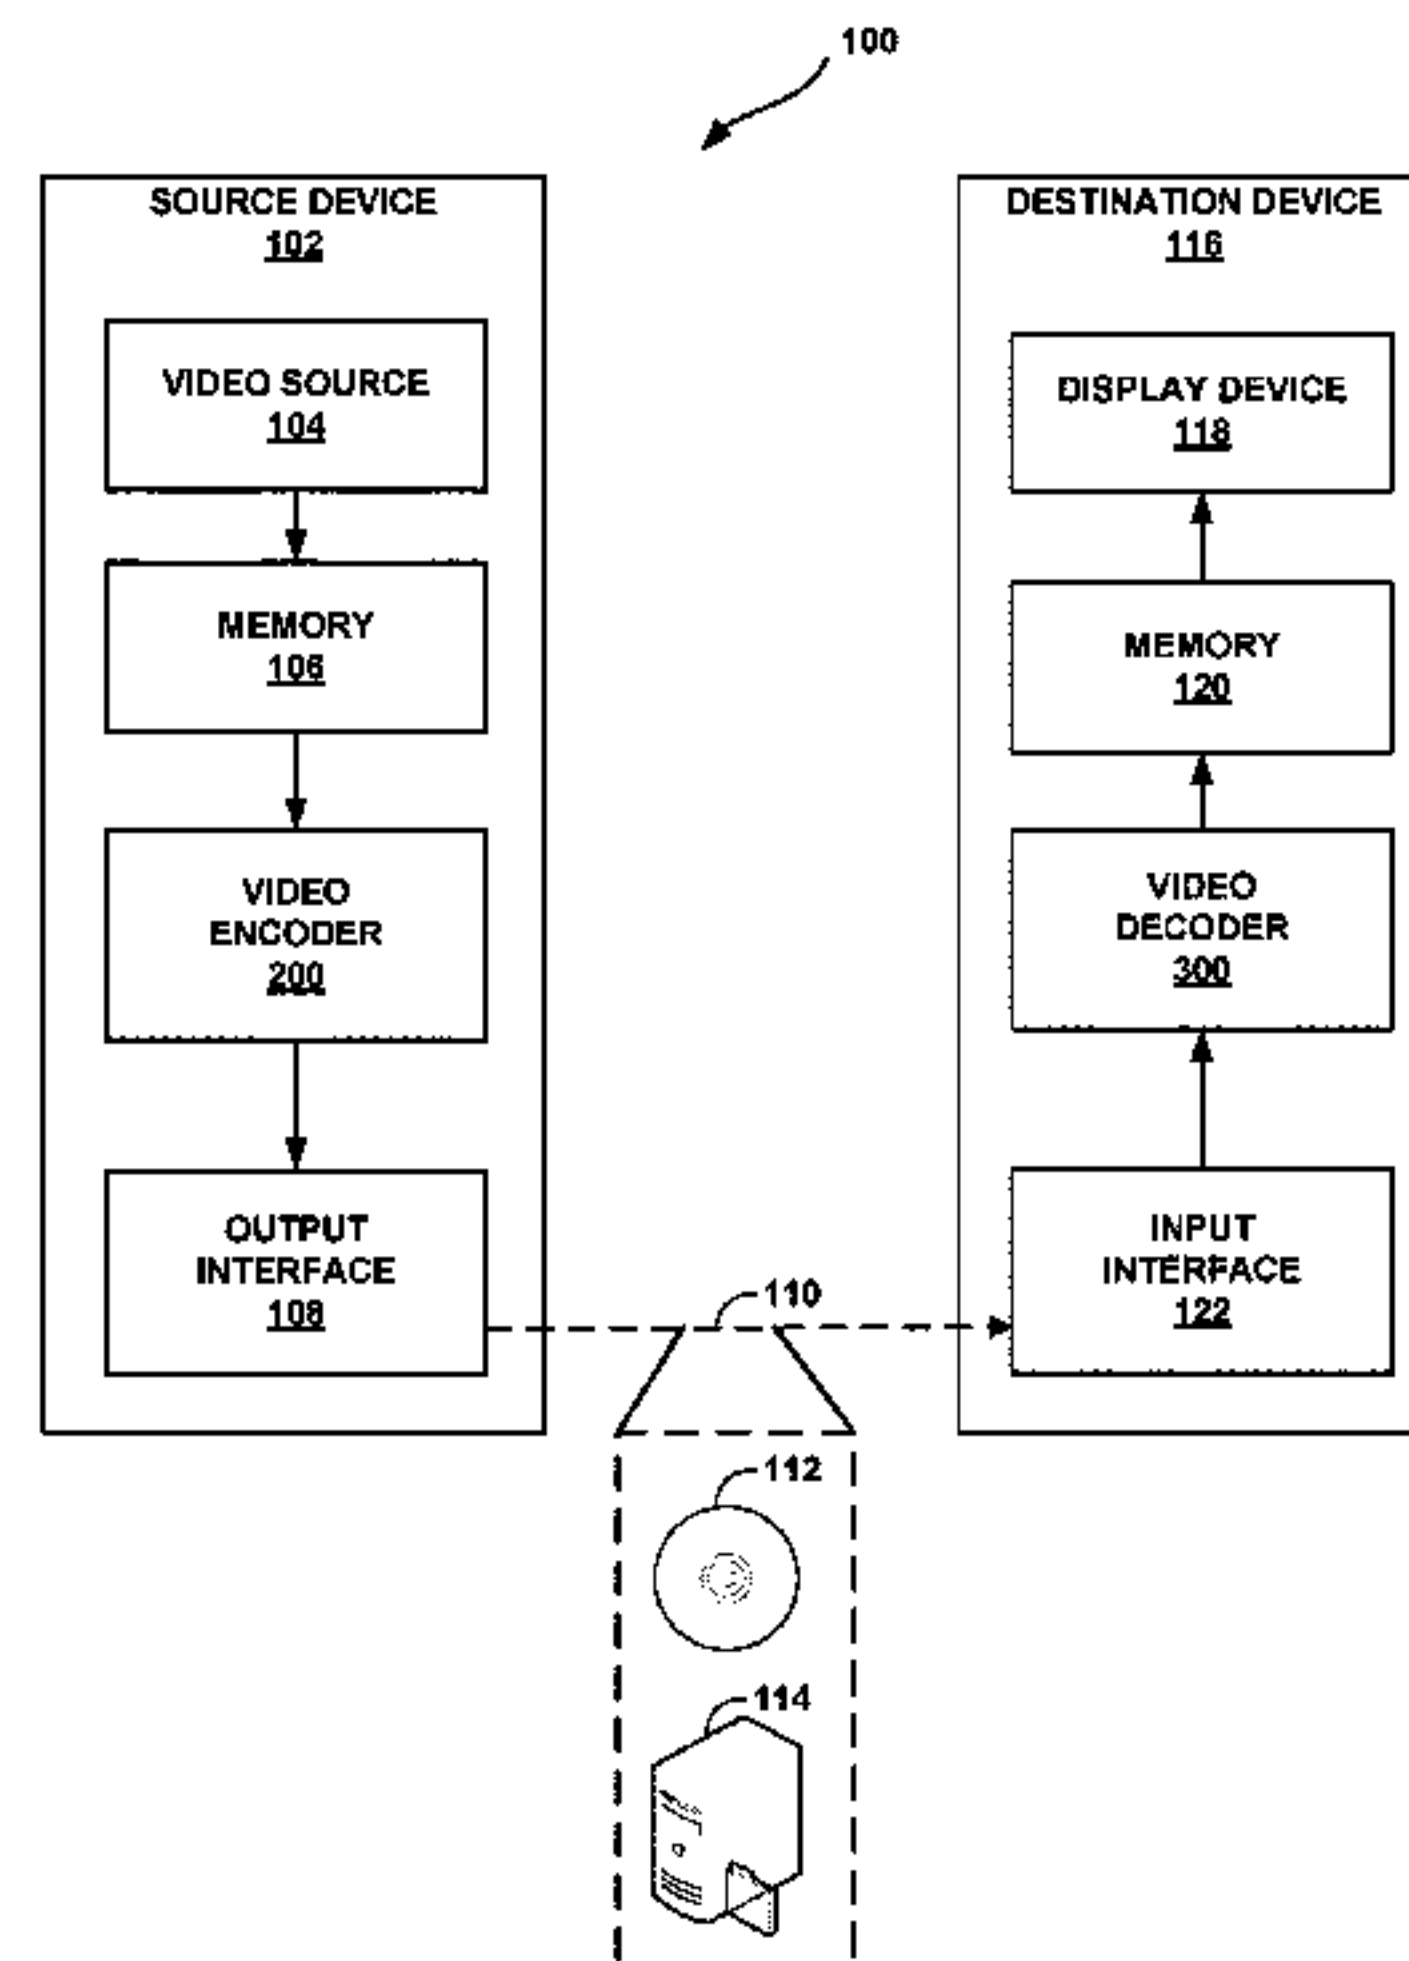 100
SOURCE DEVICE
102
VIDEO SOURCE
104
MEMORY
106
VIDEO
ENCODER
200
OUTPUT
INTERFACE
108
DESTINATION DEVICE
116
DISPLAY DEVICE
118
MEMORY
120
VIDEO
DECODER
300
INPUT
INTERFACE
122
110
112
114